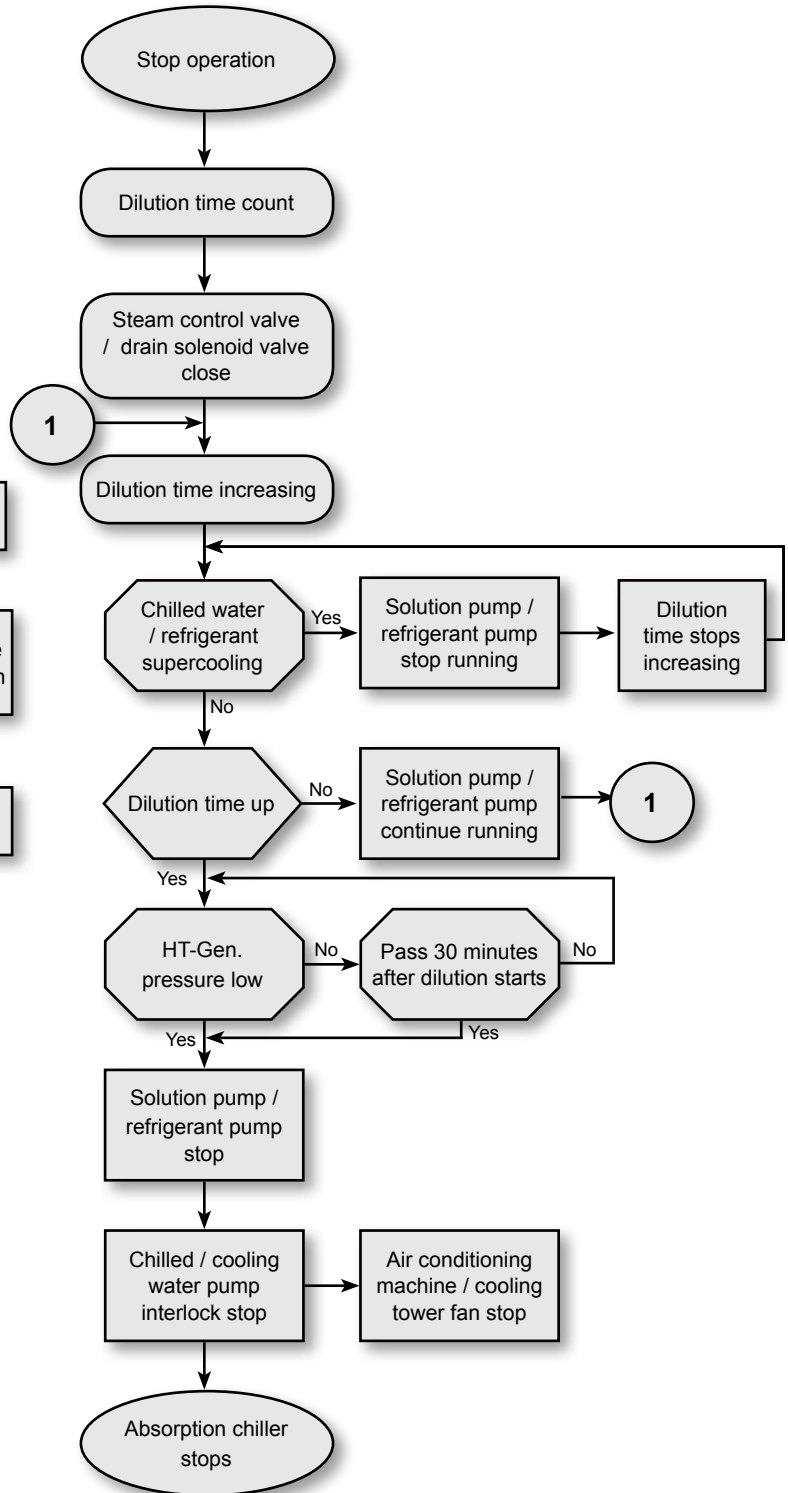 Stop operation
Dilution time count
Steam control valve
/ drain solenoid valve
close
1
Dilution time increasing
Chilled water
/ refrigerant
supercooling
Yes
Solution pump /
refrigerant pump
stop running
Dilution
time stops
increasing
No
Dilution time up
No
Solution pump /
refrigerant pump
continue running
1
Yes
HT-Gen.
pressure low
No
Pass 30 minutes
after dilution starts
No
Yes
Yes
Solution pump /
refrigerant pump
stop
Chilled / cooling
water pump
interlock stop
Air conditioning
machine / cooling
tower fan stop
Absorption chiller
stops